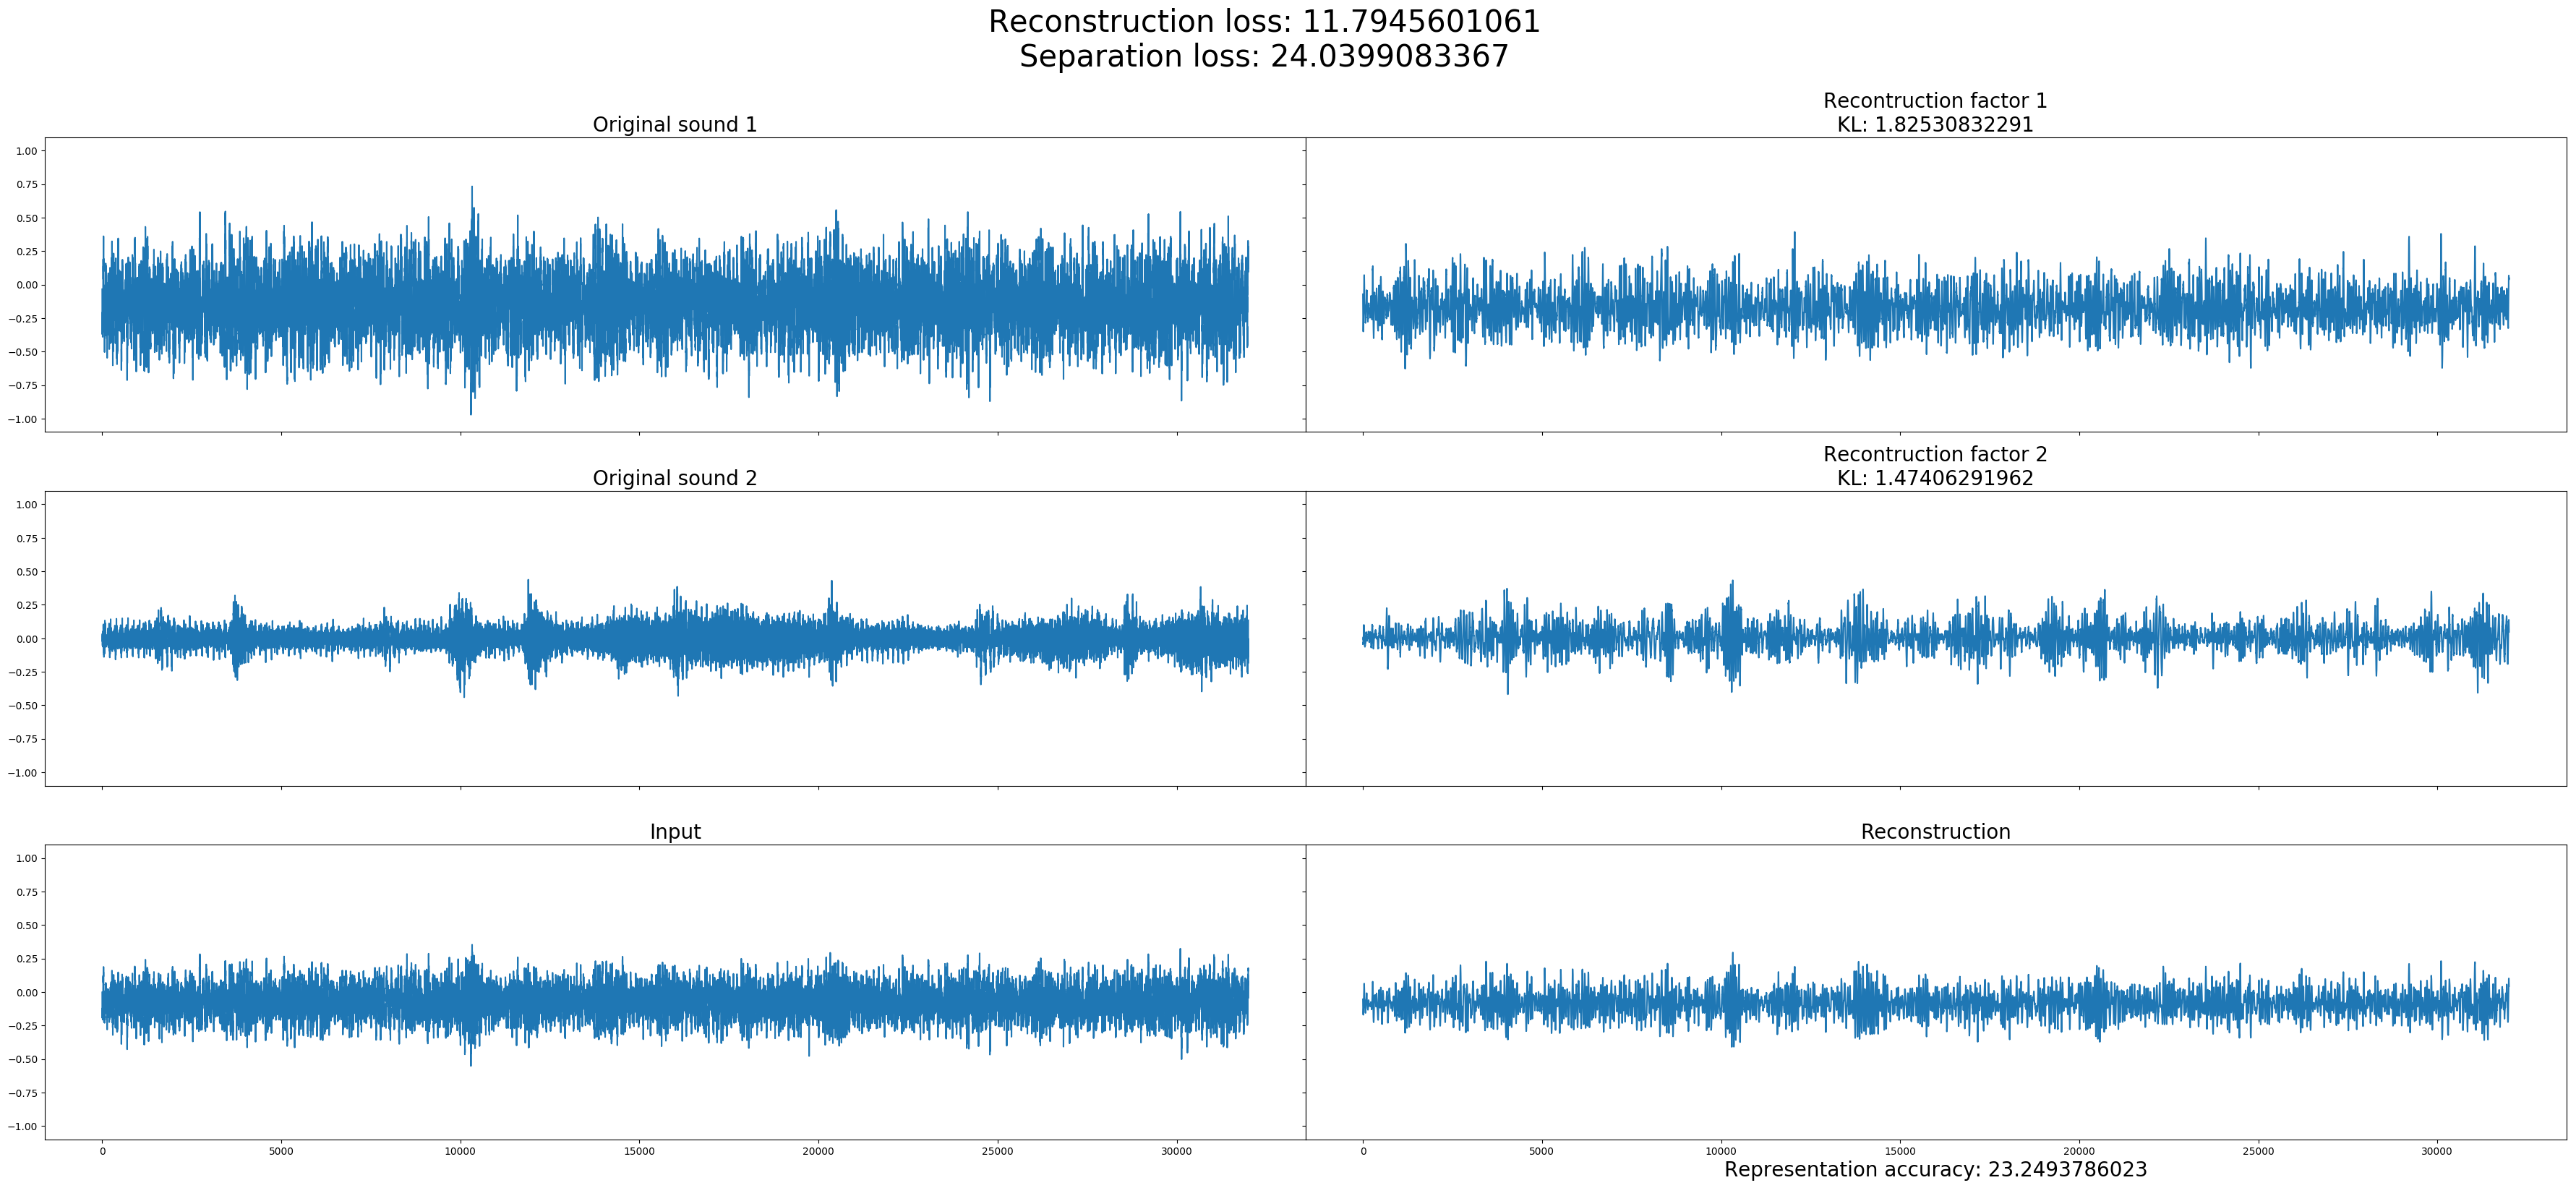 Reconstruction loss: 11.7945601061
Separation loss: 24.0399083367
Original sound 1
Recontruction factor 1
KL: 1.82530832291
1.00
0.75
0.50
0.25
0.00
−0.25
−0.50
−0.75
−1.00
Original sound 2
Recontruction factor 2
KL: 1.47406291962
1.00
0.75
0.50
0.25
0.00
−0.25
−0.50
−0.75
−1.00
Input
Reconstruction
1.00
0.75
0.50
0.25
0.00
−0.25
−0.50
−0.75
−1.00
0 5000 10000 15000 20000 25000 30000
0 5000 10000 15000 20000 25000 30000
Representation accuracy: 23.2493786023